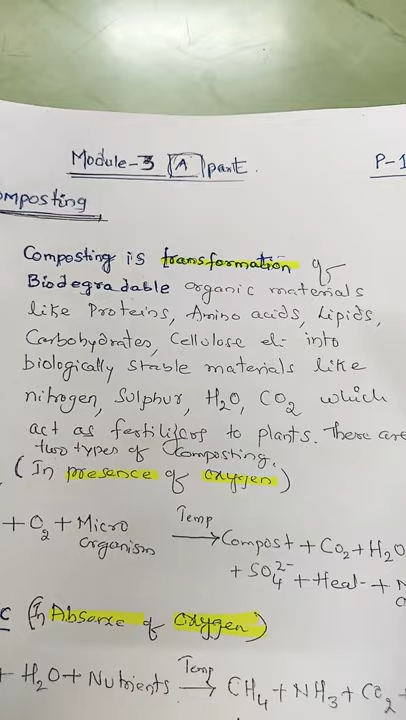 Module-3 [A] part. P-1
omposting
Composting is transformation of
Biodegradable organic materials
like Proteins, Amino acids, Lipids,
Carbohydrates, Cellulose etc into
biologically stable materials like
nitrogen, Sulphur, H₂O, CO₂ which
act as fertilizers to plants. There are
two types of Composting.
(In presence of oxygen)
+ O₂ + Micro organism Temp → Compost + CO₂ + H₂O
+ SO₄²⁻ + Heat + N
C (In Absence of oxygen)
+ H₂O + Nutrients Temp → CH₄ + NH₃ + CO₂ +